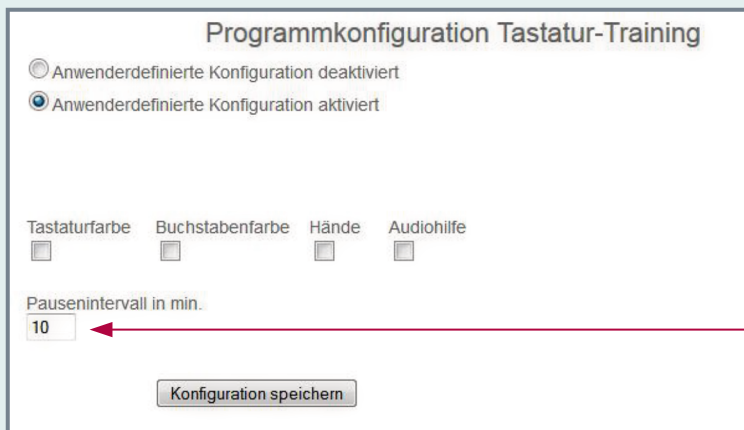 Programmkonfiguration Tastatur-Training
Anwenderdefinierte Konfiguration deaktiviert
Anwenderdefinierte Konfiguration aktiviert
Tastaturfarbe Buchstabenfarbe Hände Audiohilfe
Pausenintervall in min.
10
Konfiguration speichern